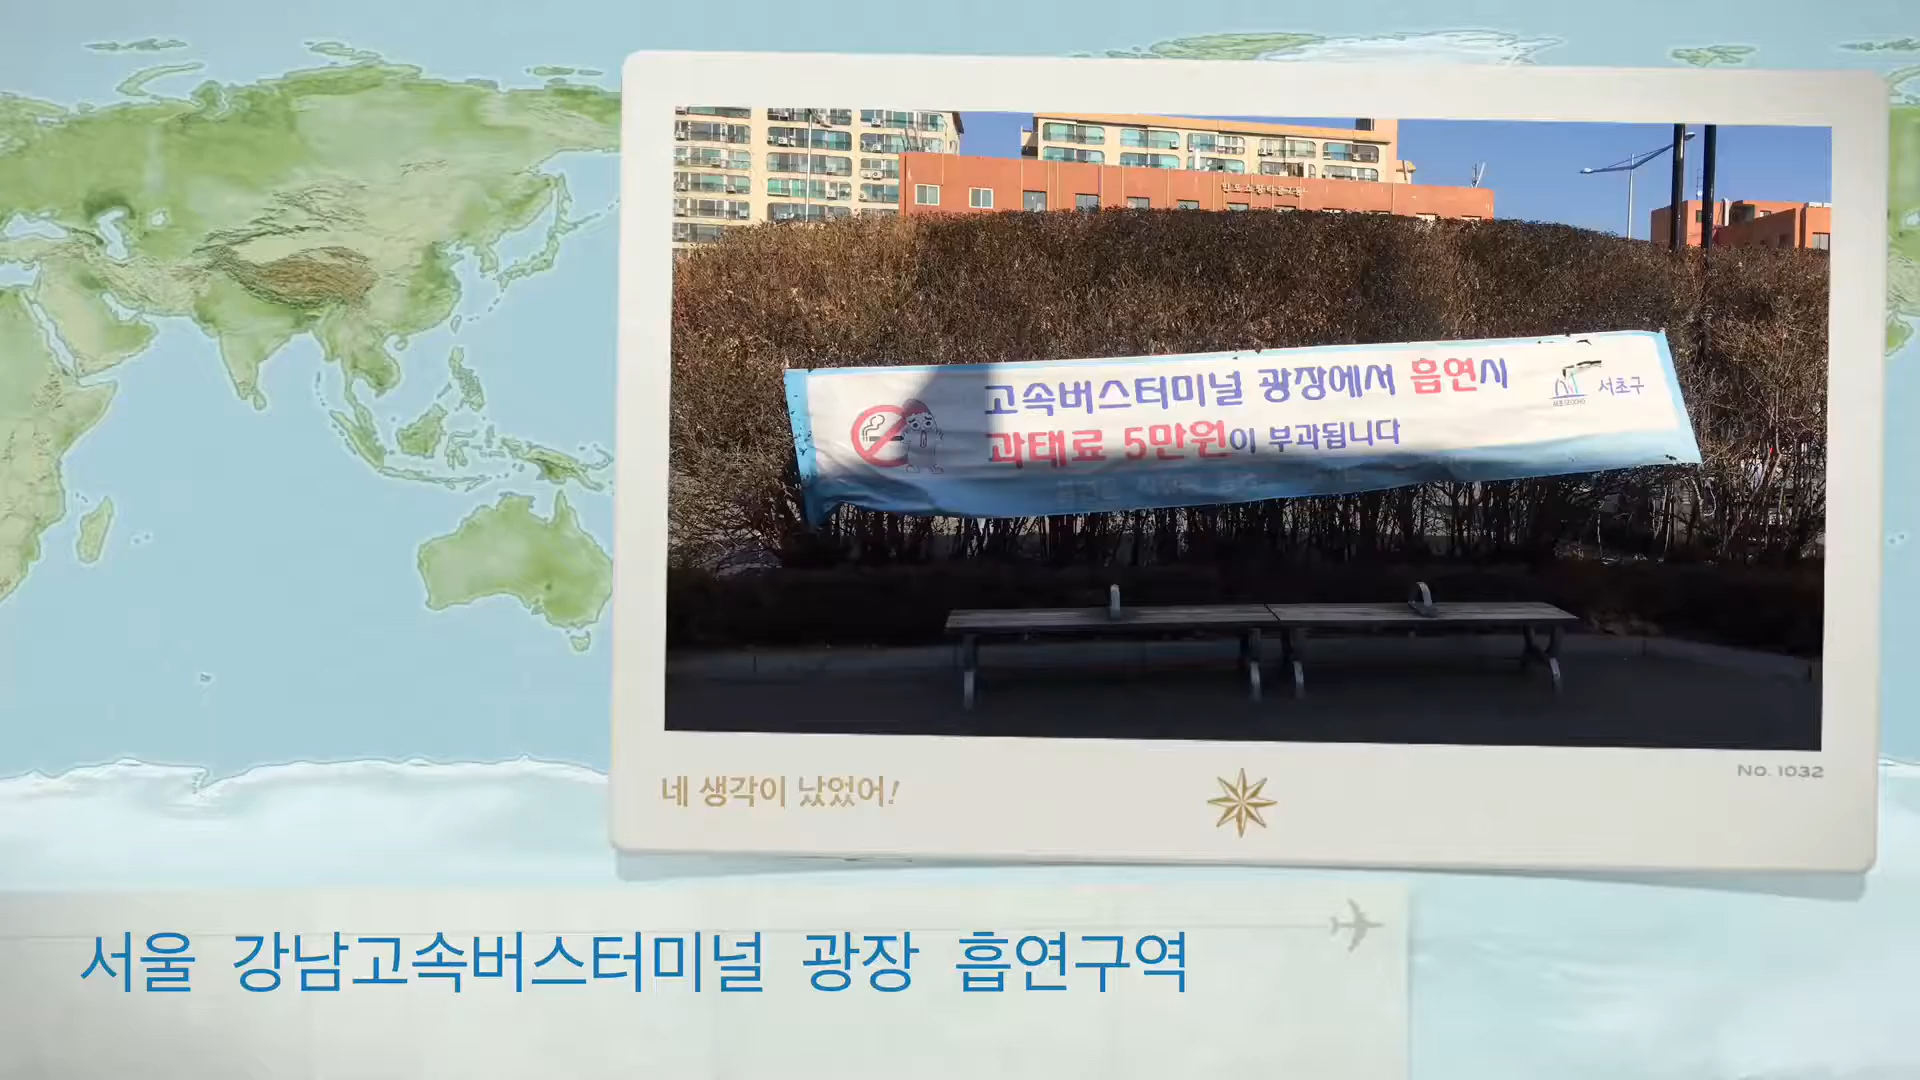 고속버스터미널 광장에서 흡연시
과태료 5만원이 부과됩니다
서초구
네 생각이 났었어!
No. 1032
서울 강남고속버스터미널 광장 흡연구역